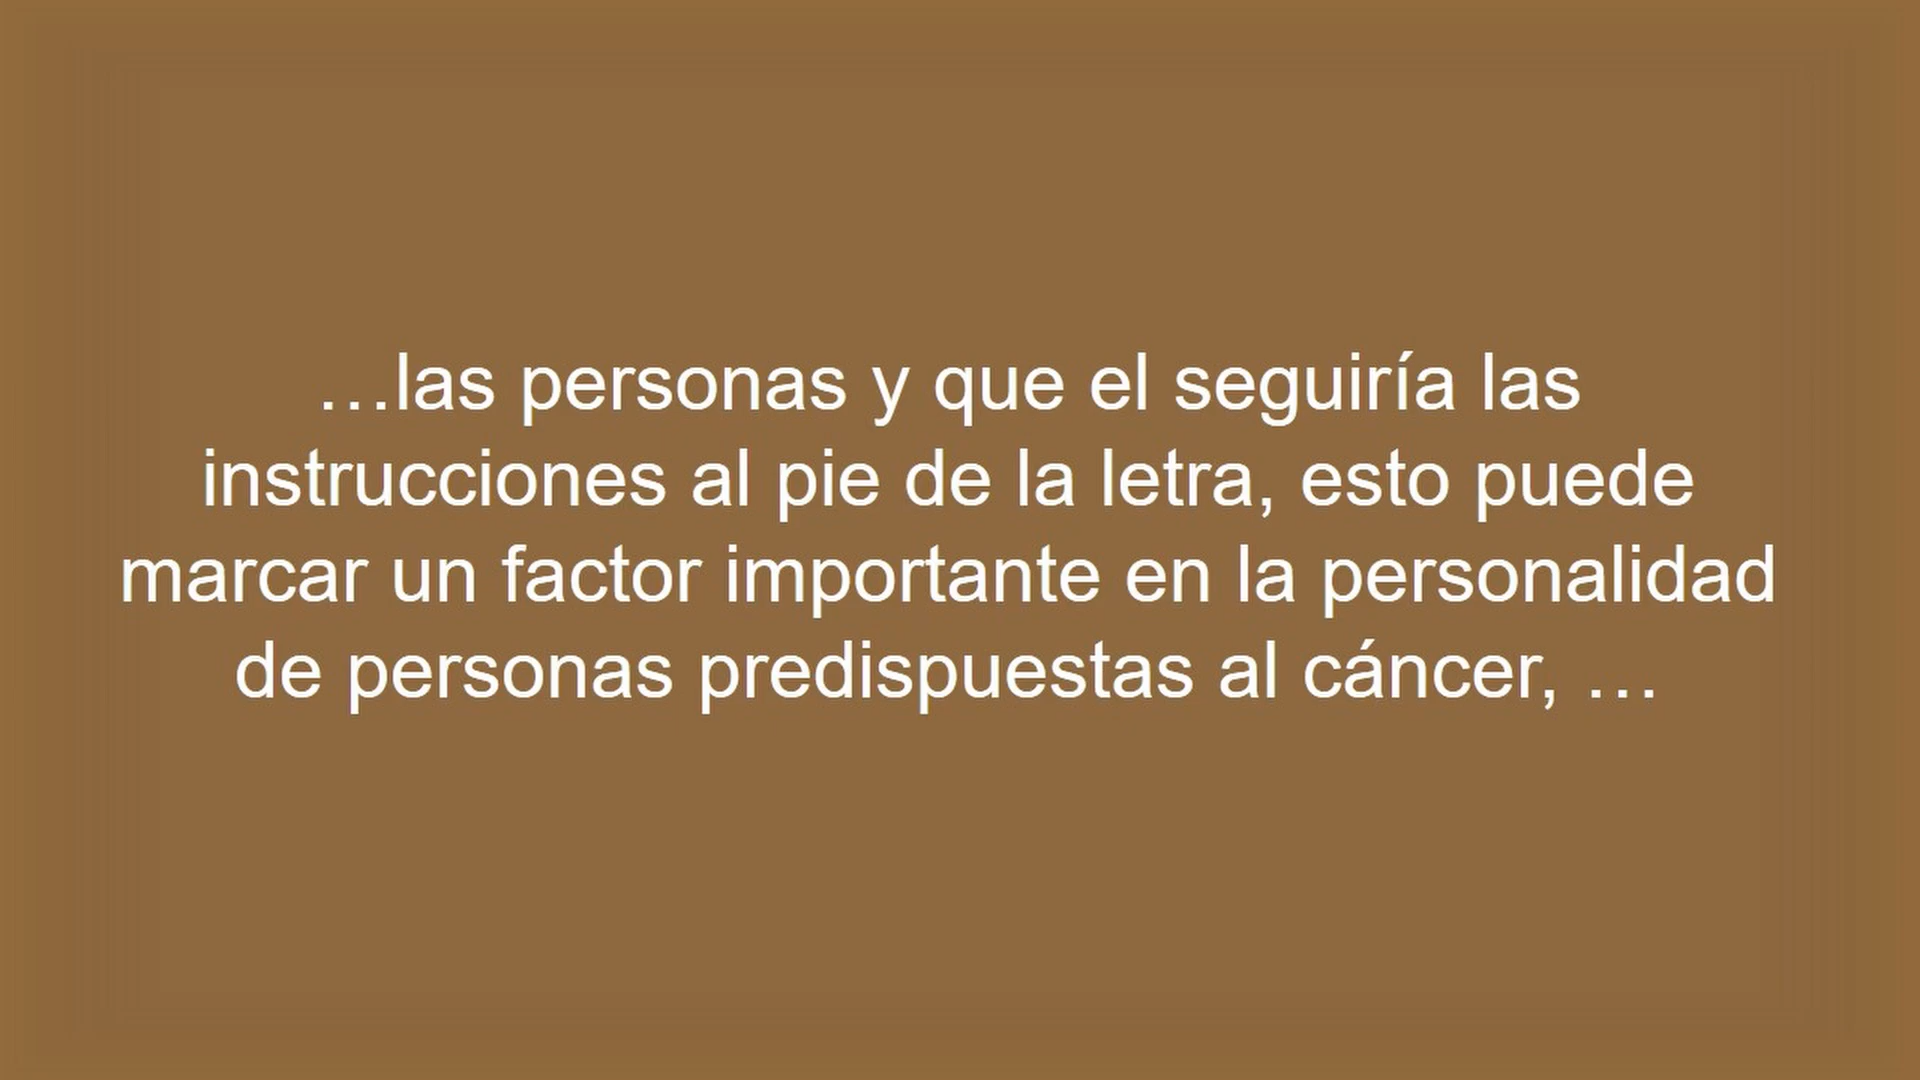 …las personas y que el seguiría las
instrucciones al pie de la letra, esto puede
marcar un factor importante en la personalidad
de personas predispuestas al cáncer, …